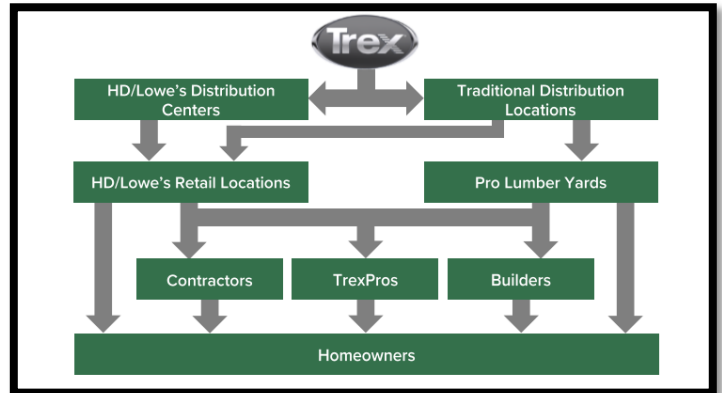 Trex
HD/Lowe's Distribution
Centers
Traditional Distribution
Locations
HD/Lowe's Retail Locations
Pro Lumber Yards
Contractors
TrexPros
Builders
Homeowners